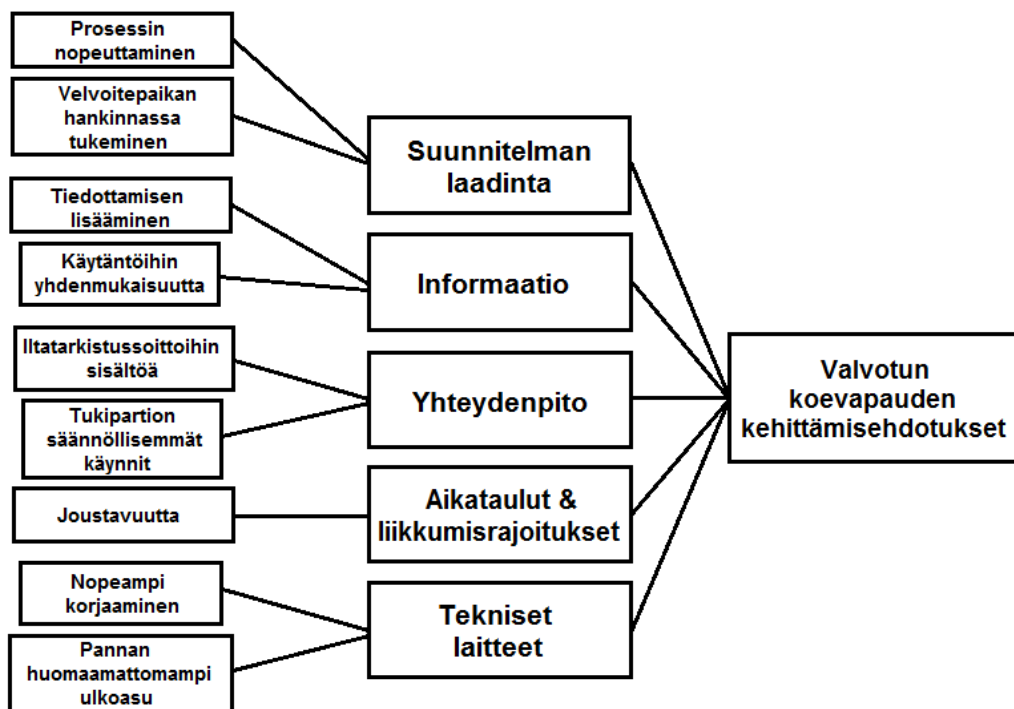 Prosessin
nopeuttaminen
Velvoitepaikan
hankinnassa
tukeminen
Tiedottamisen
lisääminen
Käytäntöihin
yhdenmukaisuutta
Iltatarkistussoittoihin
sisältöä
Tukipartion
säännöllisemmät
käynnit
Joustavuutta
Nopeampi
korjaaminen
Pannan
huomaamattomampi
ulkoasu
Suunnitelman
laadinta
Informaatio
Yhteydenpito
Aikataulut &
liikkumisrajoitukset
Tekniset
laitteet
Valvotun
koevapauden
kehittämisehdotukset